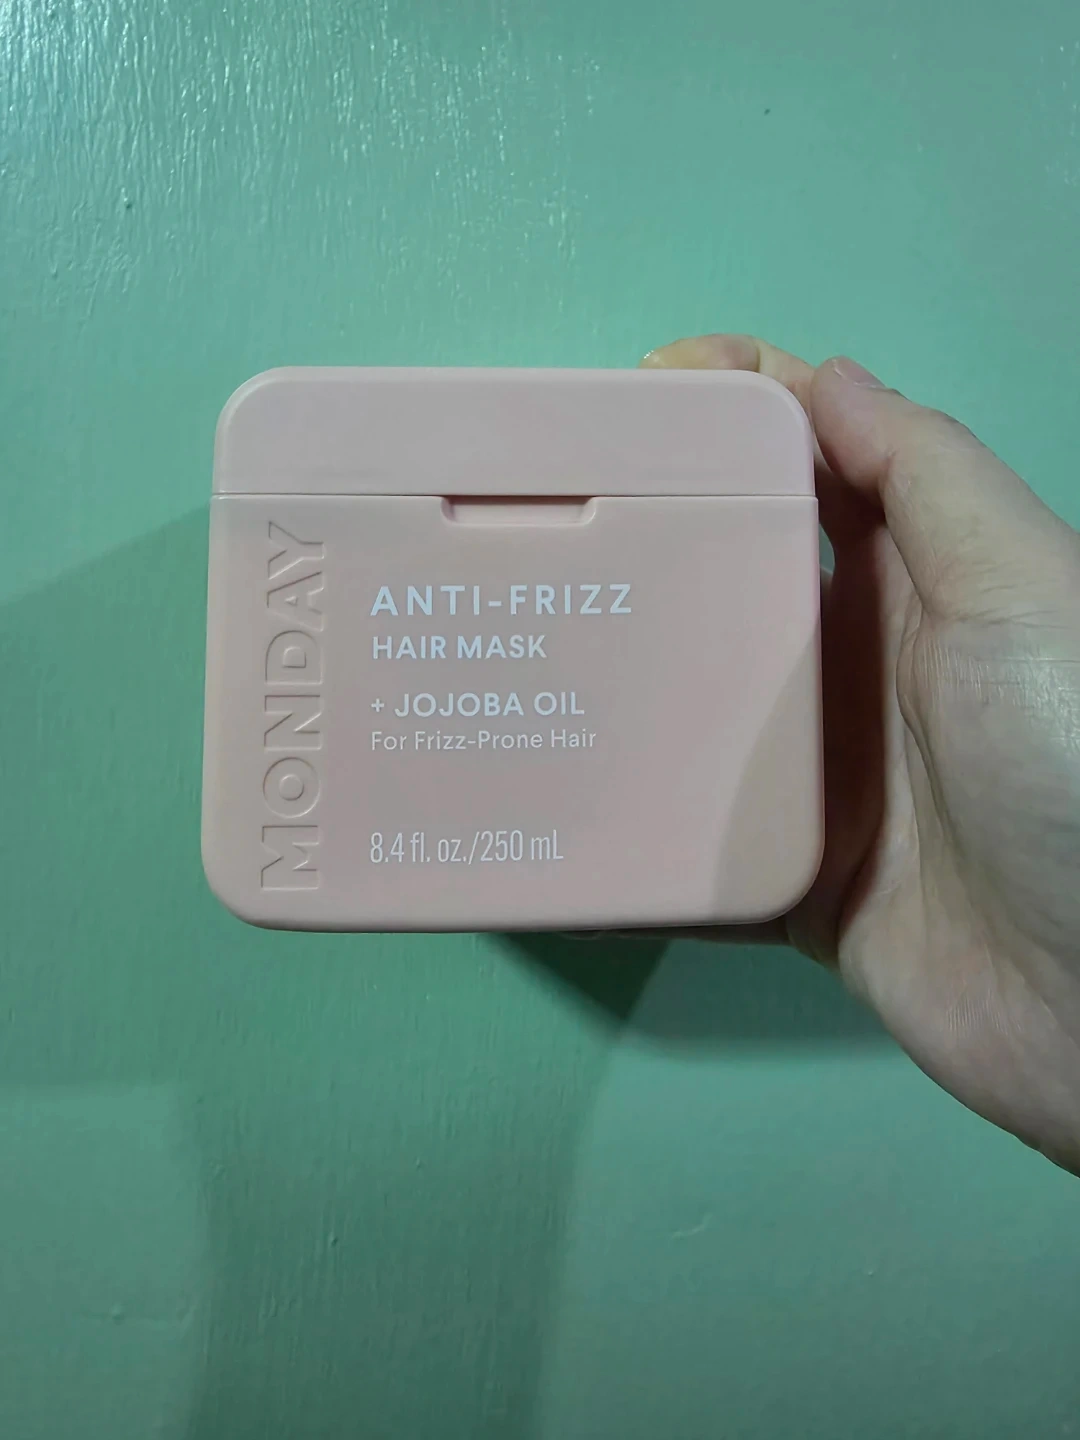 MONDAY
ANTI-FRIZZ
HAIR MASK
+ JOJOBA OIL
For Frizz-Prone Hair
8.4 fl. oz./250 mL